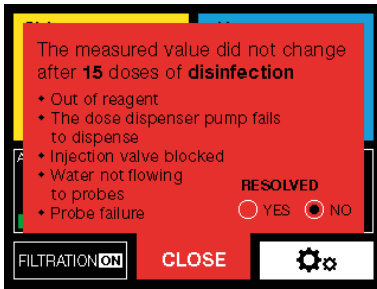 The measured value did not change
after 15 doses of disinfection
• Out of reagent
• The dose dispenser pump fails
to dispense
• Injection valve blocked
• Water not flowing
to probes
• Probe failure
RESOLVED
YES NO
FILTRATION ON
CLOSE